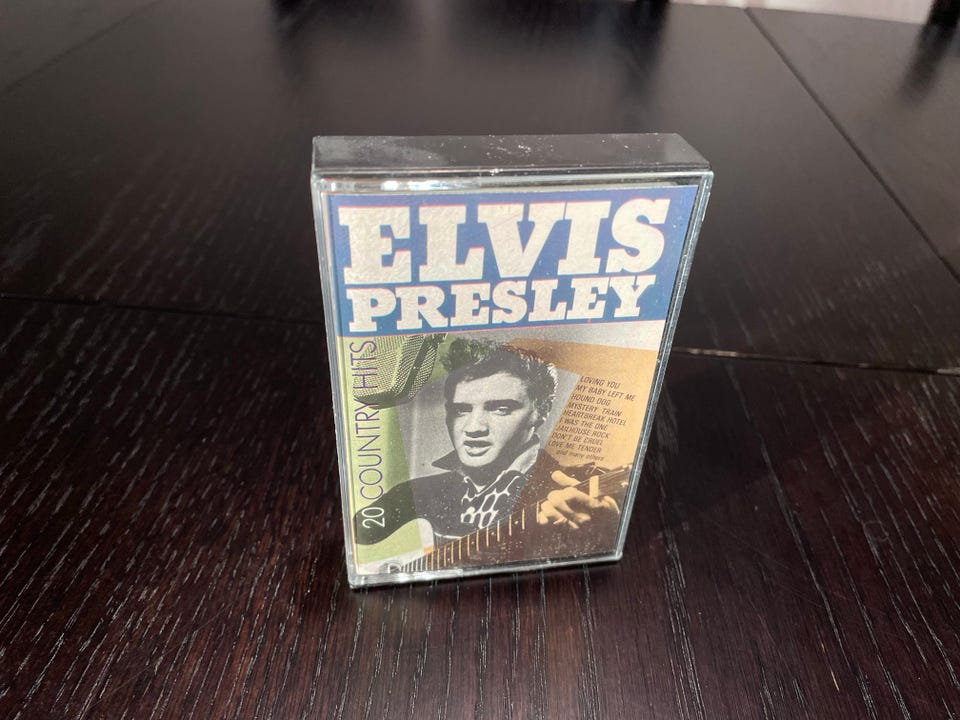 ELVIS
PRESLEY
20 COUNTRY HITS
LOVING YOU
MY BABY LEFT ME
HOUND DOG
MYSTERY TRAIN
HEARTBREAK HOTEL
I WAS THE ONE
JAILHOUSE ROCK
DON'T BE CRUEL
LOVE ME TENDER
and many others